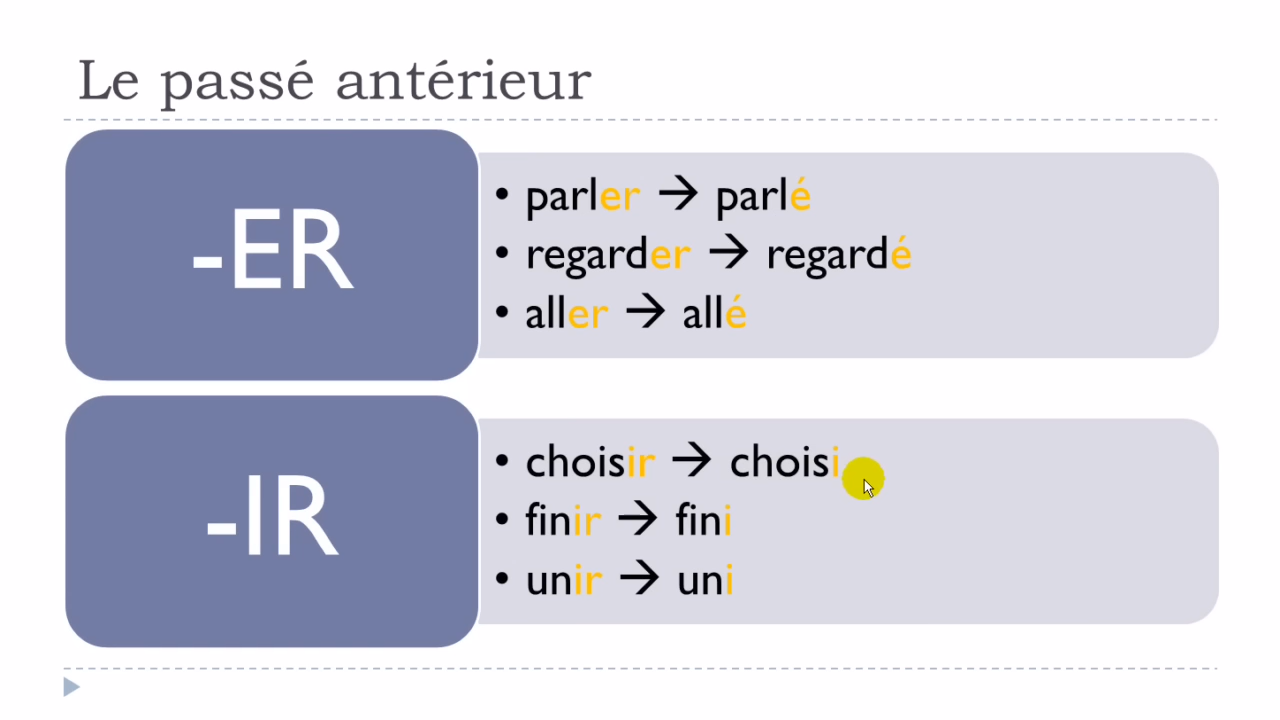 Le passé antérieur
-ER
• parler → parlé
• regarder → regardé
• aller → allé
-IR
• choisir → choisi
• finir → fini
• unir → uni